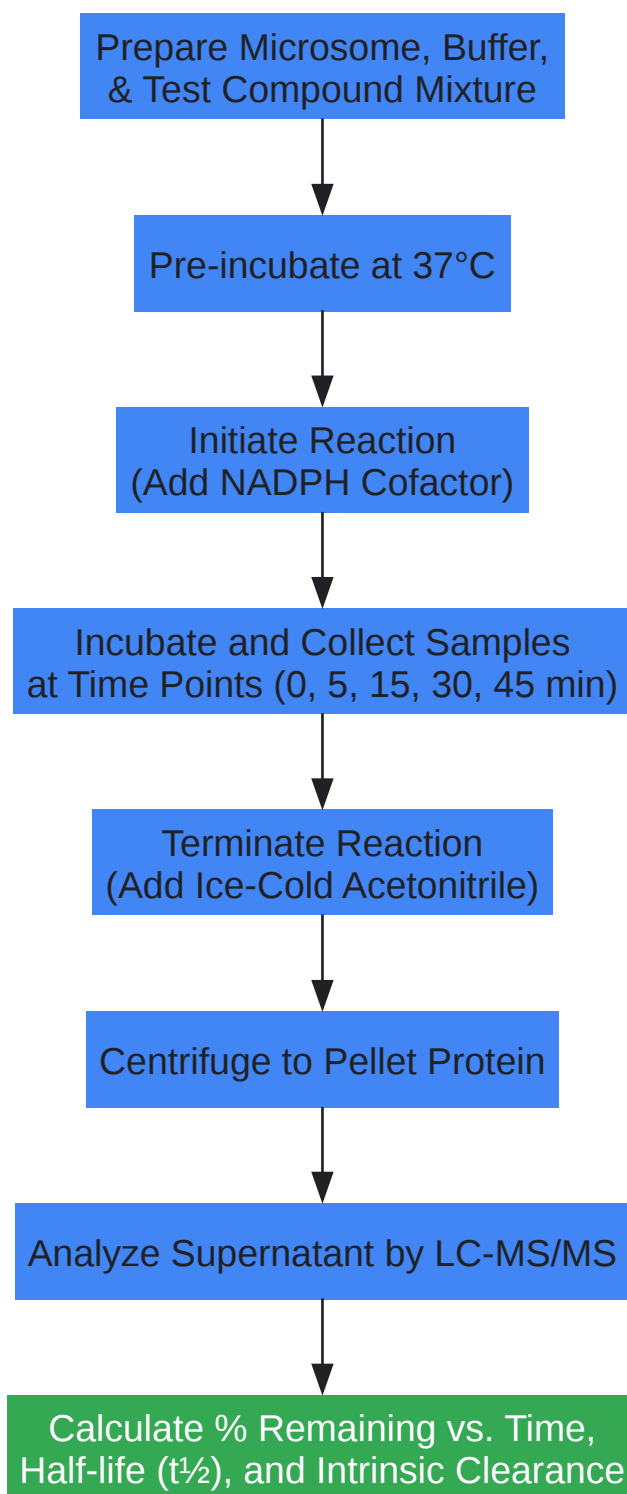 Prepare Microsome, Buffer,
& Test Compound Mixture
Pre-incubate at 37°C
Initiate Reaction
(Add NADPH Cofactor)
Incubate and Collect Samples
at Time Points (0, 5, 15, 30, 45 min)
Terminate Reaction
(Add Ice-Cold Acetonitrile)
Centrifuge to Pellet Protein
Analyze Supernatant by LC-MS/MS
Calculate % Remaining vs. Time,
Half-life (t½), and Intrinsic Clearance